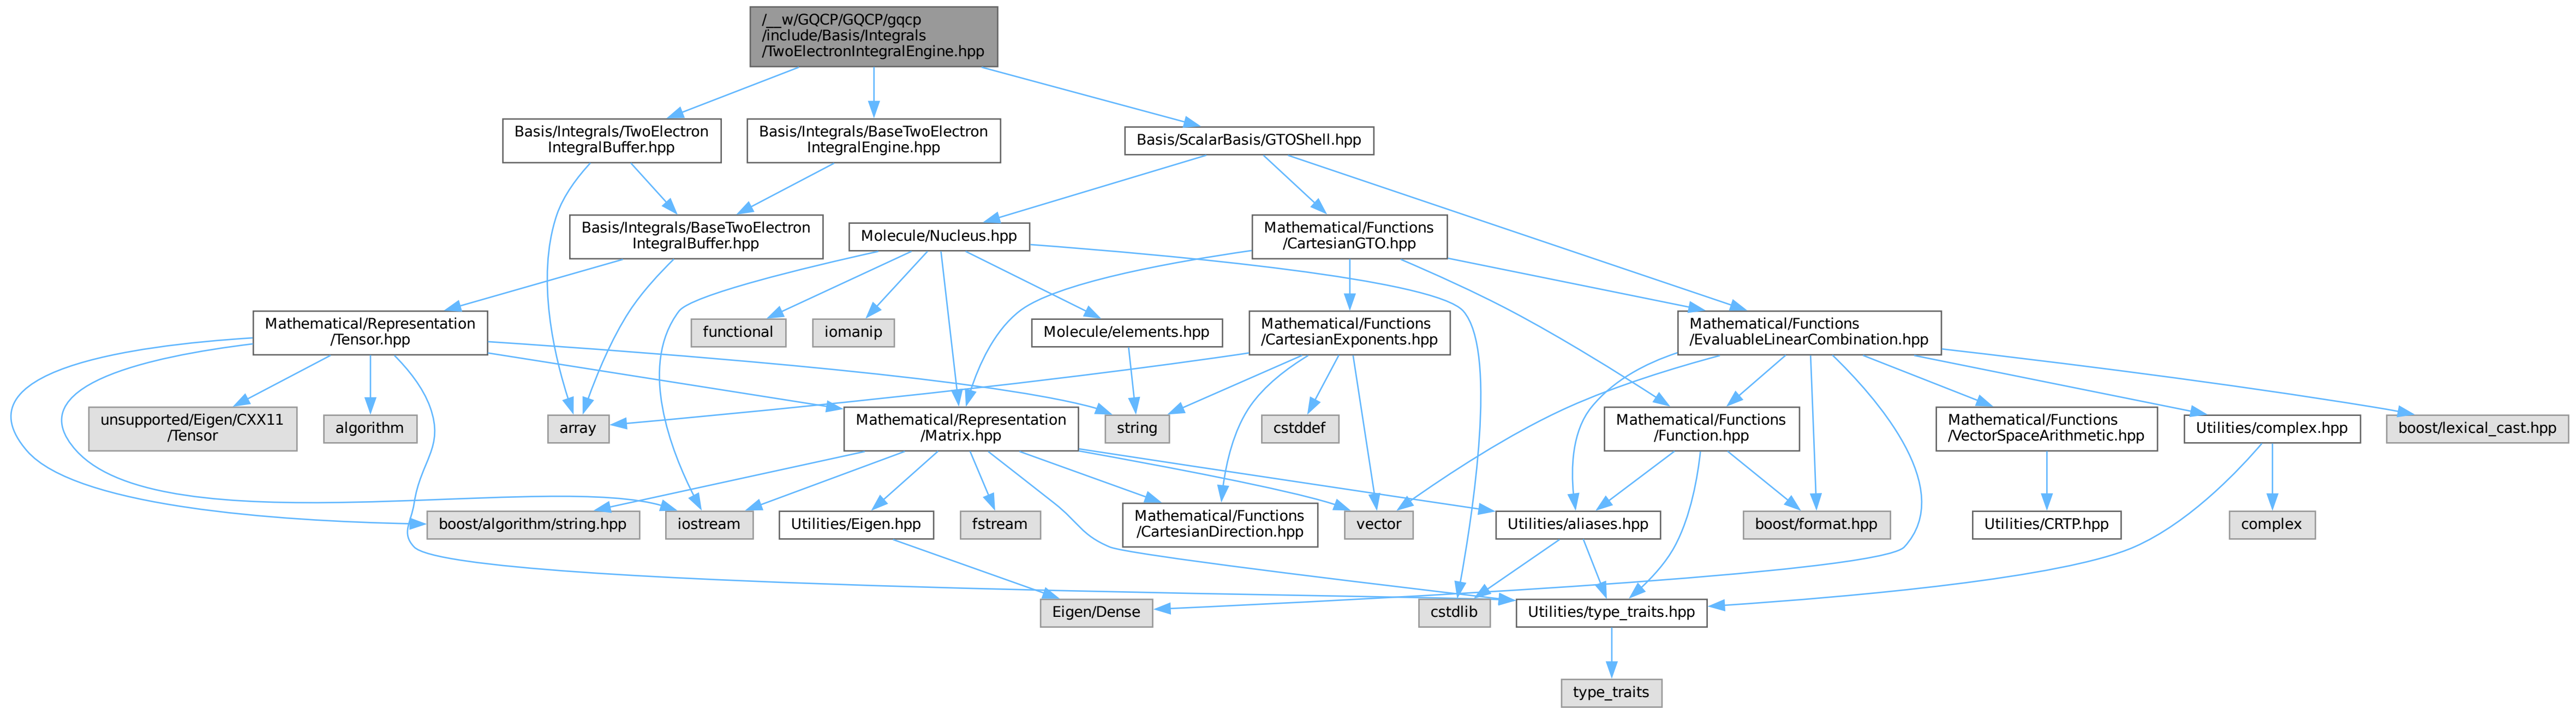 /__w/GQCP/GQCP/gqcp
/include/Basis/Integrals
/TwoElectronIntegralEngine.hpp
Basis/Integrals/TwoElectron
IntegralBuffer.hpp
Basis/Integrals/BaseTwoElectron
IntegralEngine.hpp
Basis/ScalarBasis/GTOShell.hpp
Basis/Integrals/BaseTwoElectron
IntegralBuffer.hpp
Molecule/Nucleus.hpp
Mathematical/Functions
/CartesianGTO.hpp
Mathematical/Representation
/Tensor.hpp
functional
iomanip
Molecule/elements.hpp
Mathematical/Functions
/CartesianExponents.hpp
Mathematical/Functions
/EvaluableLinearCombination.hpp
unsupported/Eigen/CXX11
/Tensor
algorithm
array
Mathematical/Representation
/Matrix.hpp
string
cstddef
Mathematical/Functions
/Function.hpp
Mathematical/Functions
/VectorSpaceArithmetic.hpp
Utilities/complex.hpp
boost/lexical_cast.hpp
boost/algorithm/string.hpp
iostream
Utilities/Eigen.hpp
fstream
Mathematical/Functions
/CartesianDirection.hpp
vector
Utilities/aliases.hpp
boost/format.hpp
Utilities/CRTP.hpp
complex
Eigen/Dense
cstdlib
Utilities/type_traits.hpp
type_traits